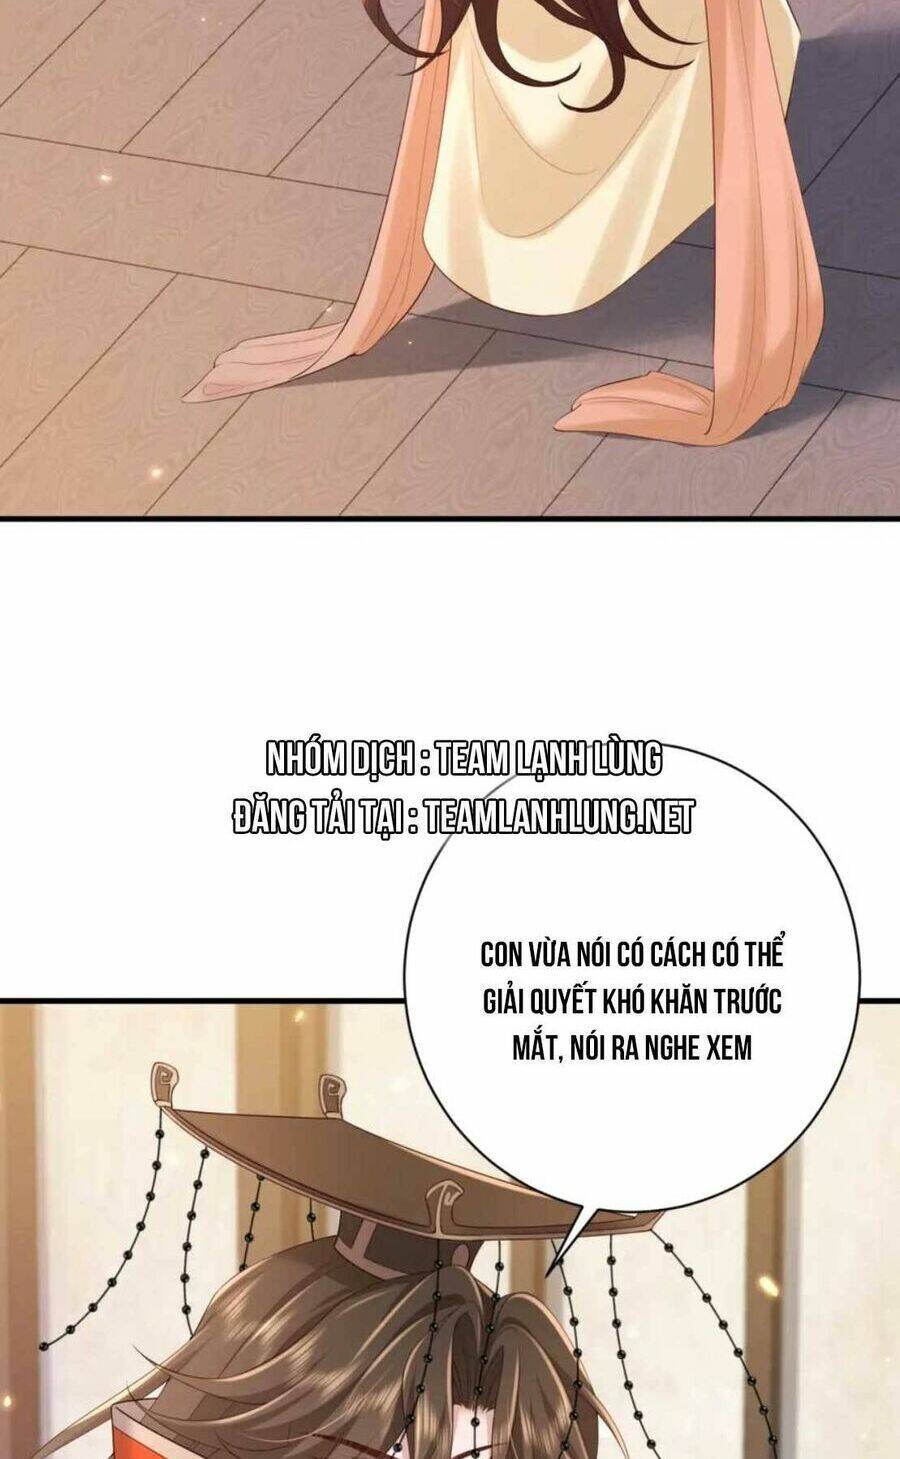 NHÓM DỊCH : TEAM LẠNH LÙNG
ĐĂNG TẢI TẠI : TEAMLANHLUNG.NET
CON VỪA NÓI CÓ CÁCH CÓ THỂ
GIẢI QUYẾT KHÓ KHĂN TRƯỚC
MẮT, NÓI RA NGHE XEM